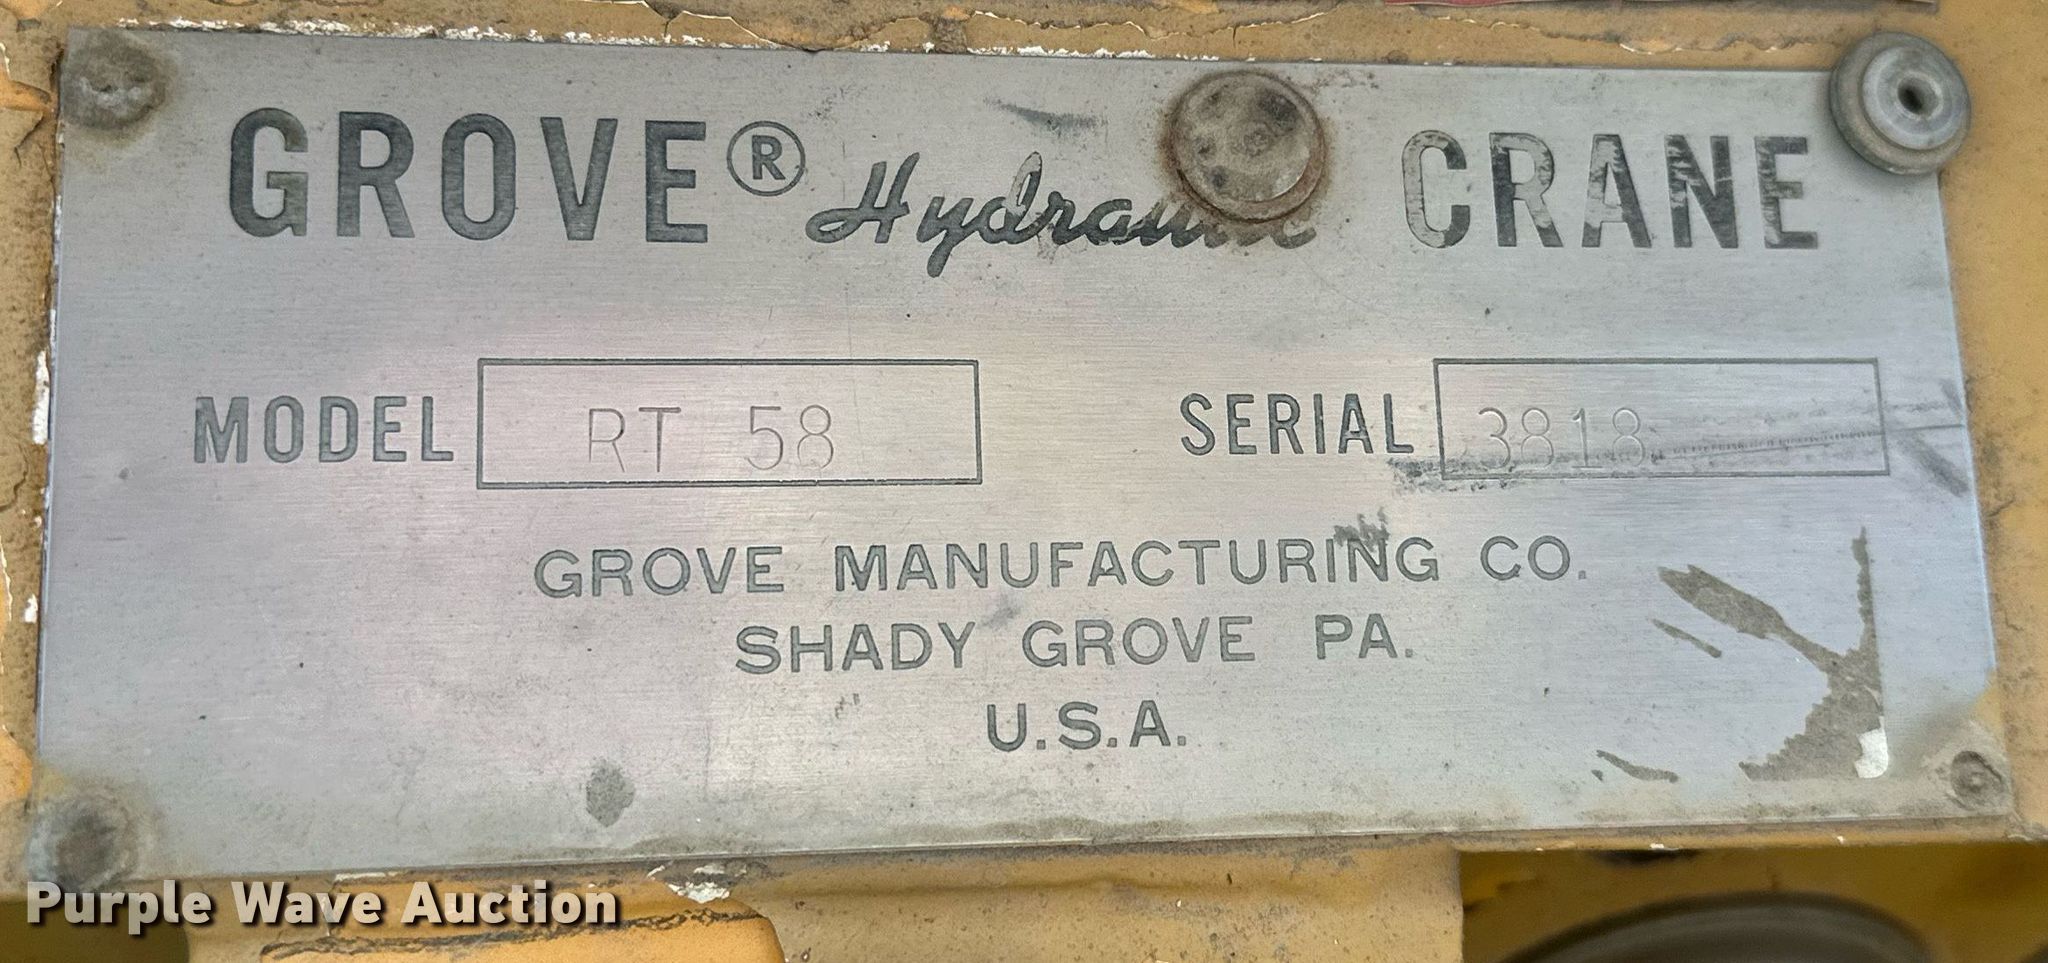 GROVE® Hydraulic CRANE
MODEL RT 58 SERIAL 3818
GROVE MANUFACTURING CO.
SHADY GROVE PA.
U.S.A.
Purple Wave Auction